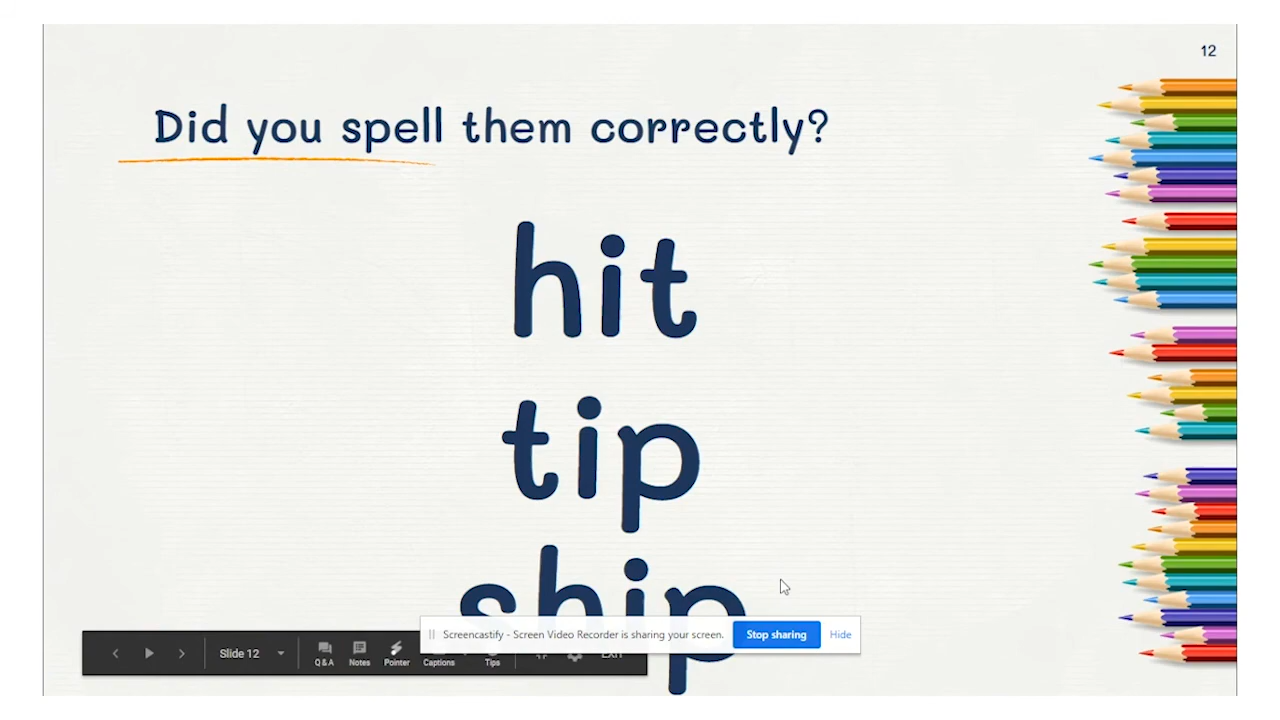 12
Did you spell them correctly?
hit
tip
ship
Screencastify - Screen Video Recorder is sharing your screen. Stop sharing Hide
Slide 12 Q & A Notes Pointer Captions Tips EXIT